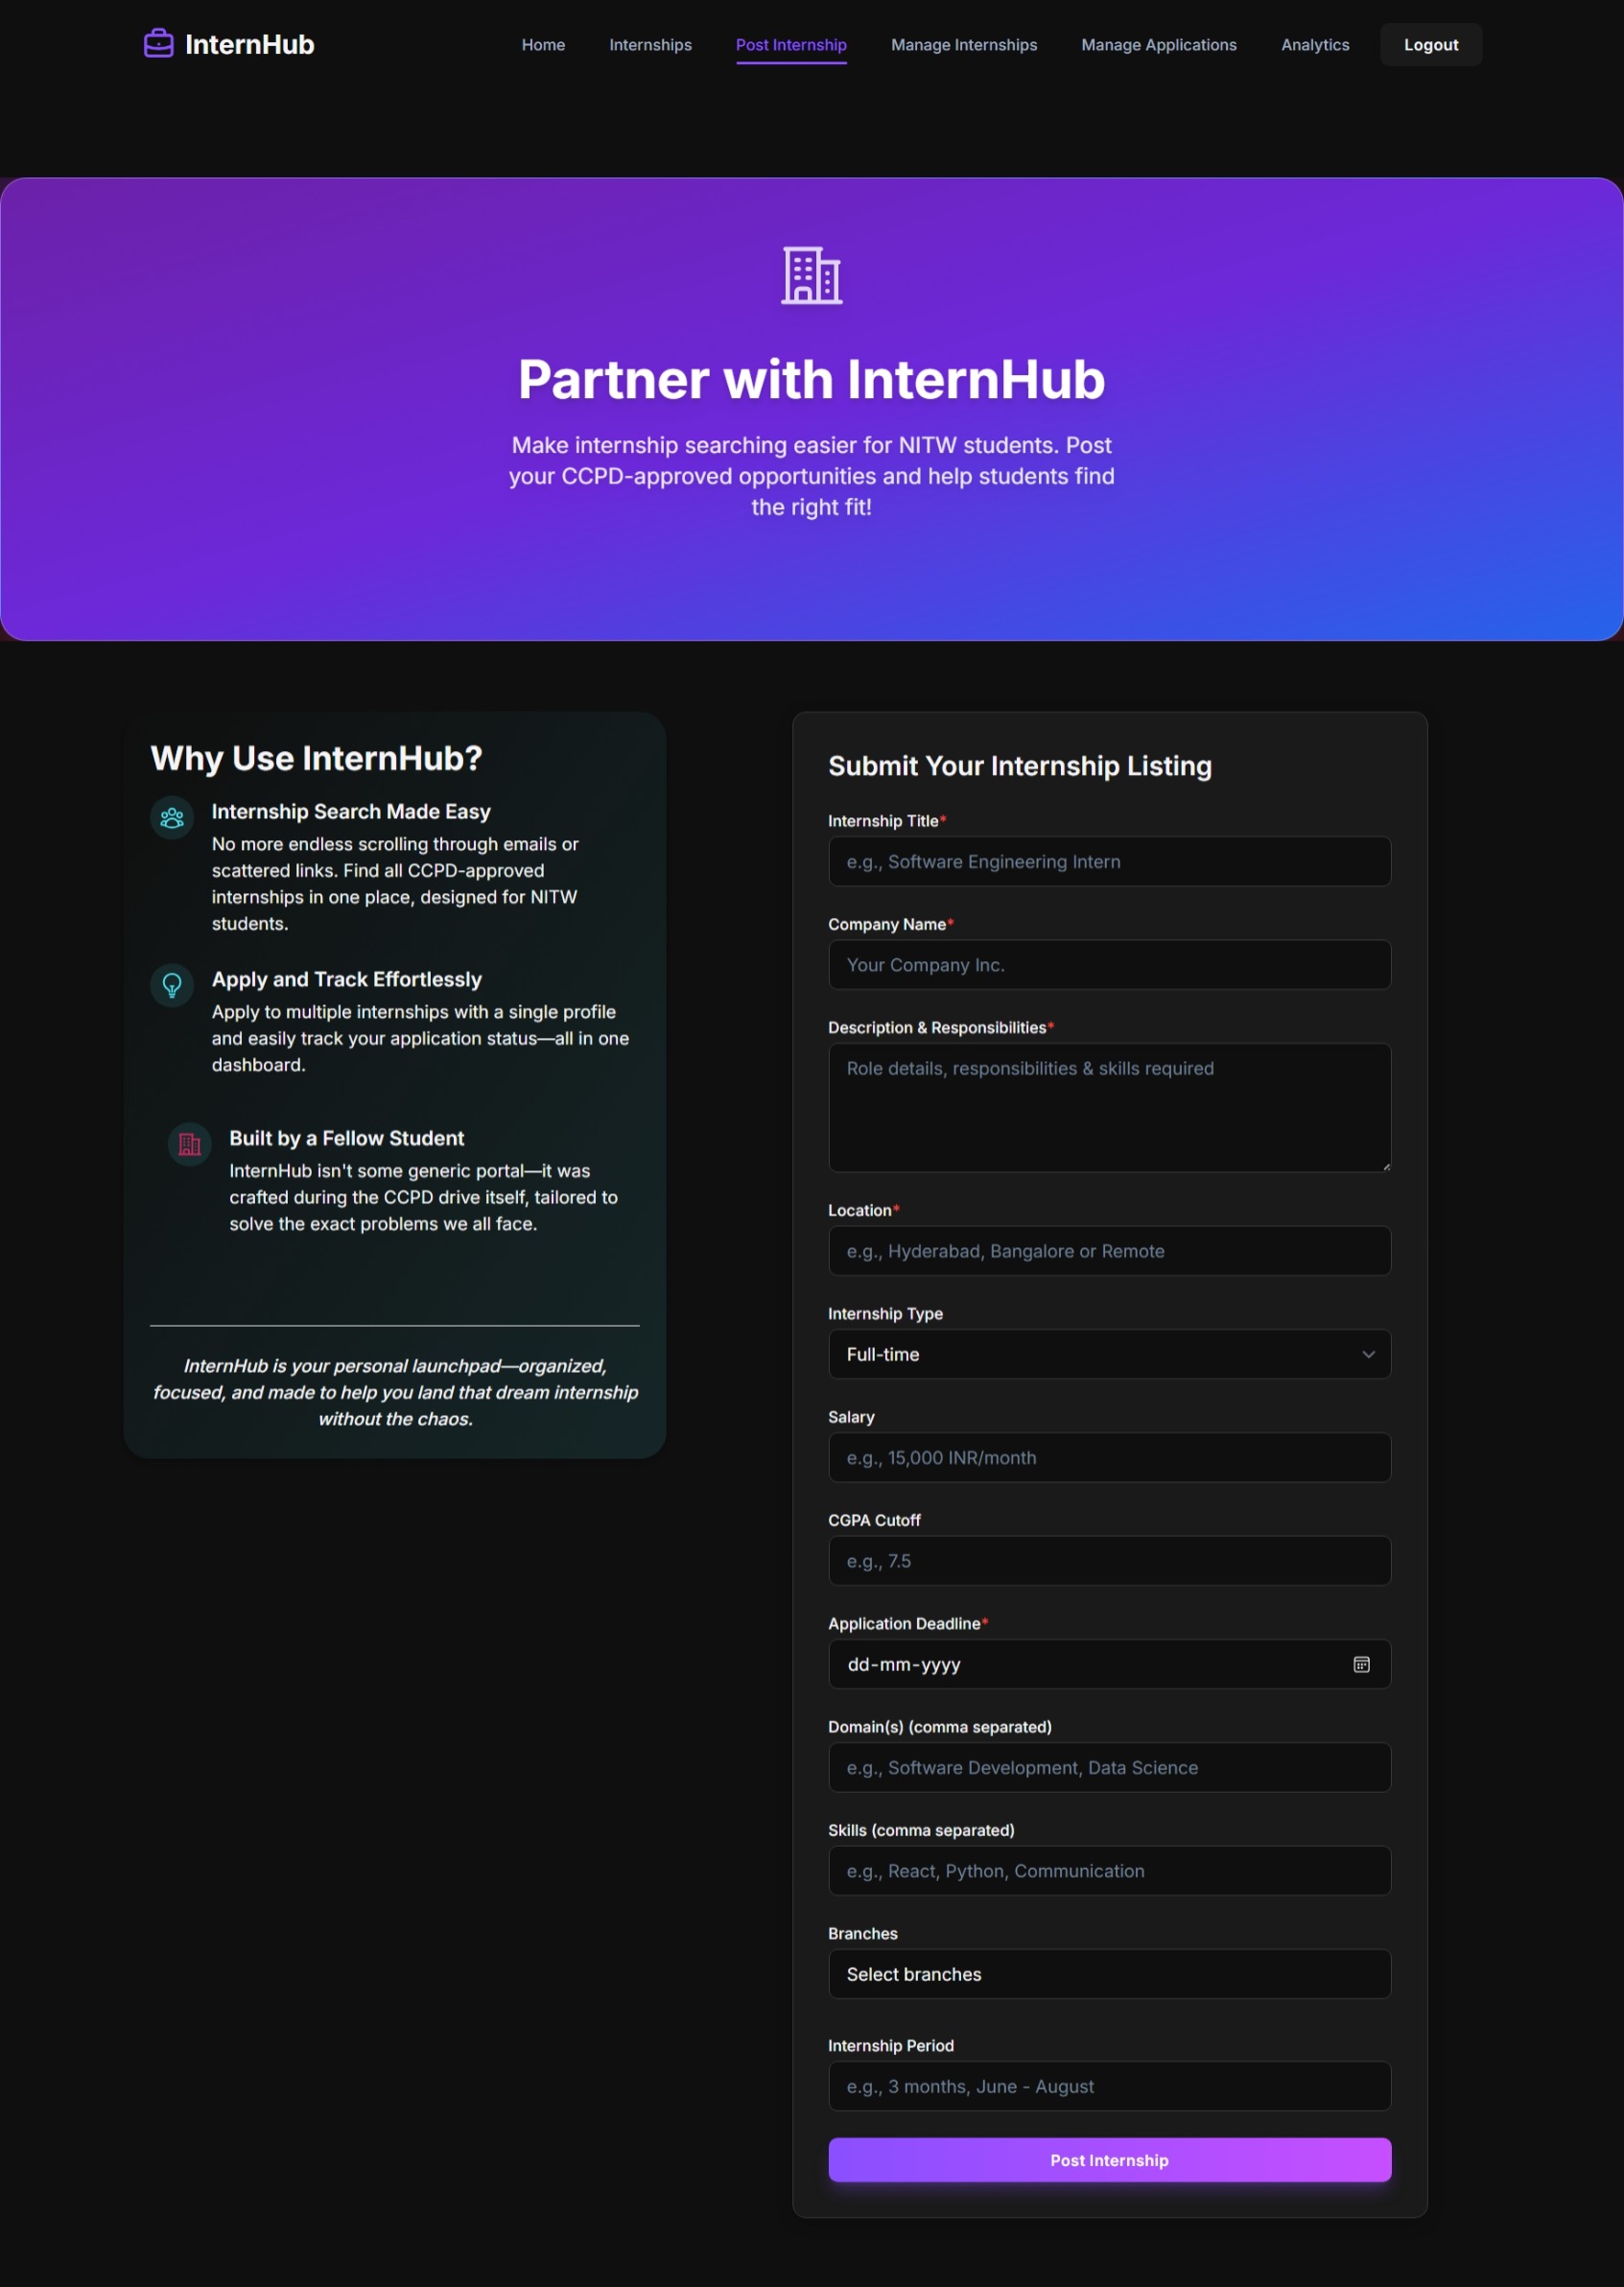 InternHub
Home
Internships
Post Internship
Manage Internships
Manage Applications
Analytics
Logout
Partner with InternHub
Make internship searching easier for NITW students. Post
your CCPD-approved opportunities and help students find
the right fit!
Why Use InternHub?
Internship Search Made Easy
No more endless scrolling through emails or
scattered links. Find all CCPD-approved
internships in one place, designed for NITW
students.
Apply and Track Effortlessly
Apply to multiple internships with a single profile
and easily track your application status—all in one
dashboard.
Built by a Fellow Student
InternHub isn't some generic portal—it was
crafted during the CCPD drive itself, tailored to
solve the exact problems we all face.
InternHub is your personal launchpad—organized,
focused, and made to help you land that dream internship
without the chaos.
Submit Your Internship Listing
Internship Title*
e.g., Software Engineering Intern
Company Name*
Your Company Inc.
Description & Responsibilities*
Role details, responsibilities & skills required
Location*
e.g., Hyderabad, Bangalore or Remote
Internship Type
Full-time
Salary
e.g., 15,000 INR/month
CGPA Cutoff
e.g., 7.5
Application Deadline*
dd-mm-yyyy
Domain(s) (comma separated)
e.g., Software Development, Data Science
Skills (comma separated)
e.g., React, Python, Communication
Branches
Select branches
Internship Period
e.g., 3 months, June - August
Post Internship